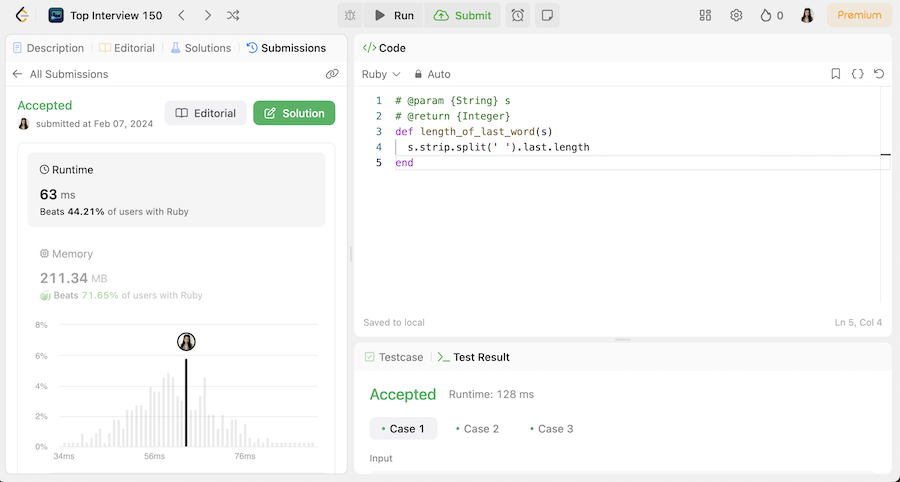 Top Interview 150
Run
Submit
0
Premium
Description
Editorial
Solutions
Submissions
All Submissions
Accepted
submitted at Feb 07, 2024
Editorial
Solution
Runtime
63 ms
Beats 44.21% of users with Ruby
Memory
211.34 MB
Beats 71.65% of users with Ruby
8%
6%
4%
2%
0%
34ms 56ms 76ms
</> Code
Ruby
Auto
1 # @param {String} s
2 # @return {Integer}
3 def length_of_last_word(s)
4 s.strip.split(' ').last.length
5 end
Saved to local
Ln 5, Col 4
Testcase
Test Result
Accepted Runtime: 128 ms
• Case 1 • Case 2 • Case 3
Input